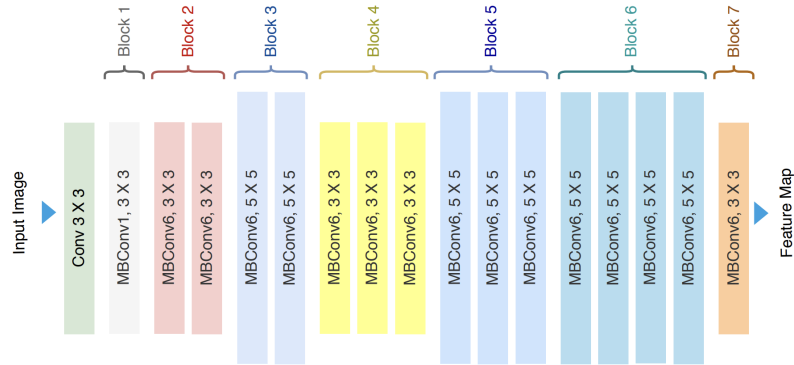 Block 1
Block 2
Block 3
Block 4
Block 5
Block 6
Block 7
Input Image
Conv 3 X 3
MBConv1, 3 X 3
MBConv6, 3 X 3
MBConv6, 3 X 3
MBConv6, 5 X 5
MBConv6, 5 X 5
MBConv6, 3 X 3
MBConv6, 3 X 3
MBConv6, 3 X 3
MBConv6, 5 X 5
MBConv6, 5 X 5
MBConv6, 5 X 5
MBConv6, 5 X 5
MBConv6, 5 X 5
MBConv6, 5 X 5
MBConv6, 5 X 5
MBConv6, 3 X 3
Feature Map